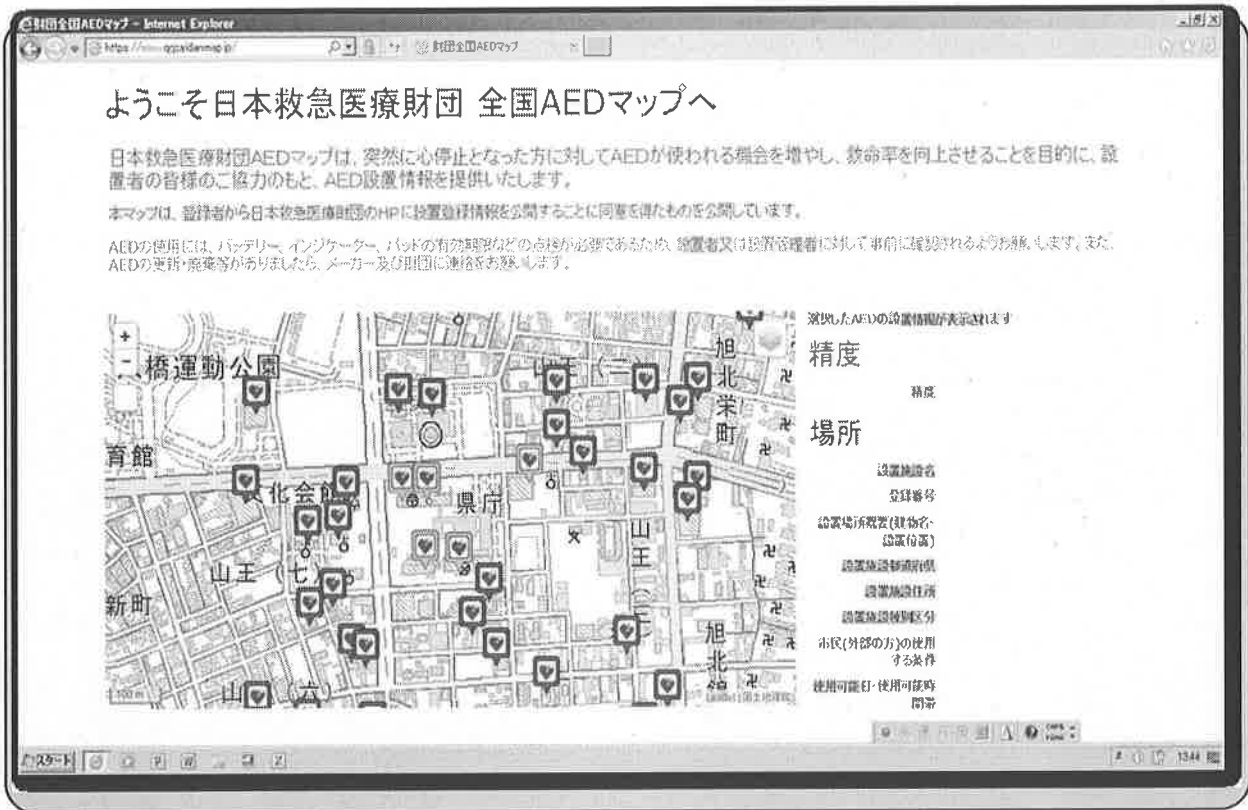 財団全国AEDマップ - Internet Explorer
財団全国AEDマップ
ようこそ日本救急医療財団 全国AEDマップへ
日本救急医療財団AEDマップは、突然に心停止となった方に対してAEDが使われる機会を増やし、救命率を向上させることを目的に、設
置者の皆様のご協力のもと、AED設置情報を提供いたします。
本マップは、登録者から日本救急医療財団のHPに設置登録情報を公開することに同意を得たものを公開しています。
AEDの使用には、バッテリー、インジケーター、パッドの有効期限などの点検が必要であるため、設置者又は設置管理者に対して事前に確認されるようお願いします。また、
AEDの更新・廃棄等がありましたら、メーカー及び財団に連絡をお願いします。
選択したAEDの設置情報が表示されます
精度
精度
場所
設置施設名
登録番号
設置場所概要(建物名・
設置位置)
設置施設都道府県
設置施設住所
設置施設種別区分
市民(外部の方)の使用
する条件
使用可能日・使用可能時
間帯
橋運動公園
育館
県庁
旭北栄町
山王
新町
旭北
100 m
スタート
13:44